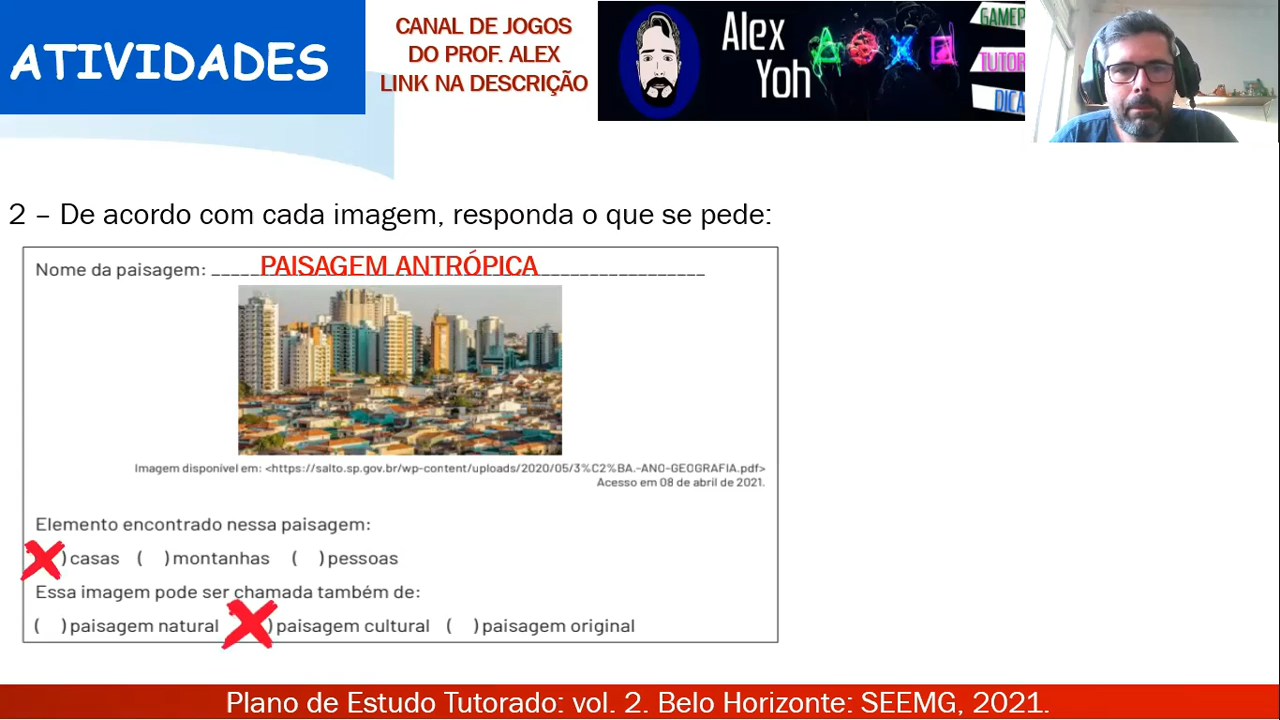 ATIVIDADES
CANAL DE JOGOS
DO PROF. ALEX
LINK NA DESCRIÇÃO
Alex
Yoh
2 – De acordo com cada imagem, responda o que se pede:
Nome da paisagem: _____PAISAGEM ANTRÓPICA_________________
Imagem disponível em: <https://salto.sp.gov.br/wp-content/uploads/2020/05/3%C2%BA.-ANO-GEOGRAFIA.pdf>
Acesso em 08 de abril de 2021.
Elemento encontrado nessa paisagem:
)casas ( )montanhas ( )pessoas
Essa imagem pode ser chamada também de:
( )paisagem natural )paisagem cultural ( )paisagem original
Plano de Estudo Tutorado: vol. 2. Belo Horizonte: SEEMG, 2021.